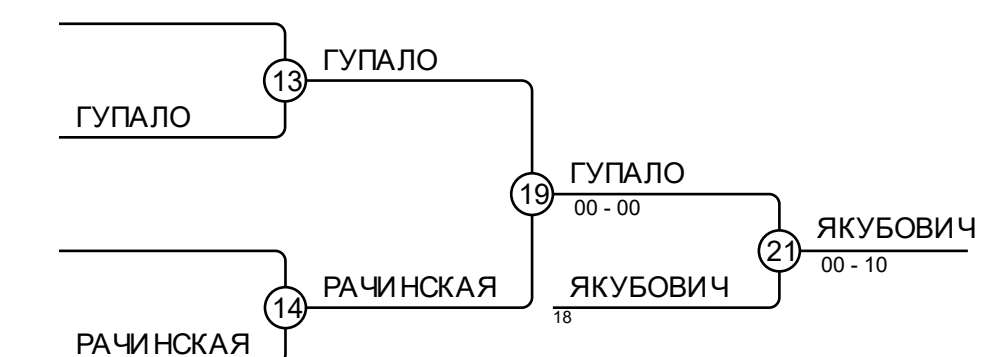 ГУПАЛО
13
ГУПАЛО
ГУПАЛО
19
00 - 00
ЯКУБОВИЧ
21
00 - 10
РАЧИНСКАЯ
ЯКУБОВИЧ
14
18
РАЧИНСКАЯ